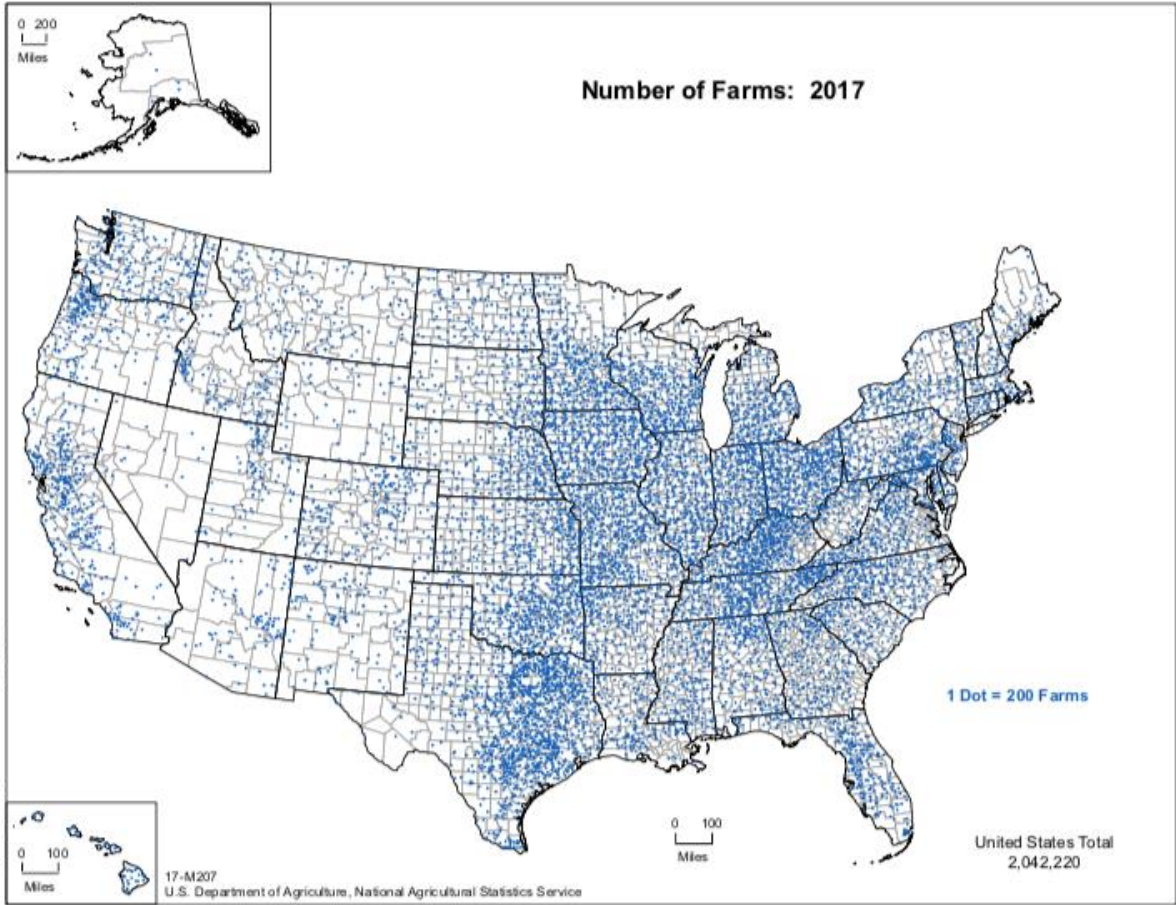 0 200
Miles
Number of Farms: 2017
1 Dot = 200 Farms
0 100
Miles
0 100
Miles
United States Total
2,042,220
17-M207
U.S. Department of Agriculture, National Agricultural Statistics Service